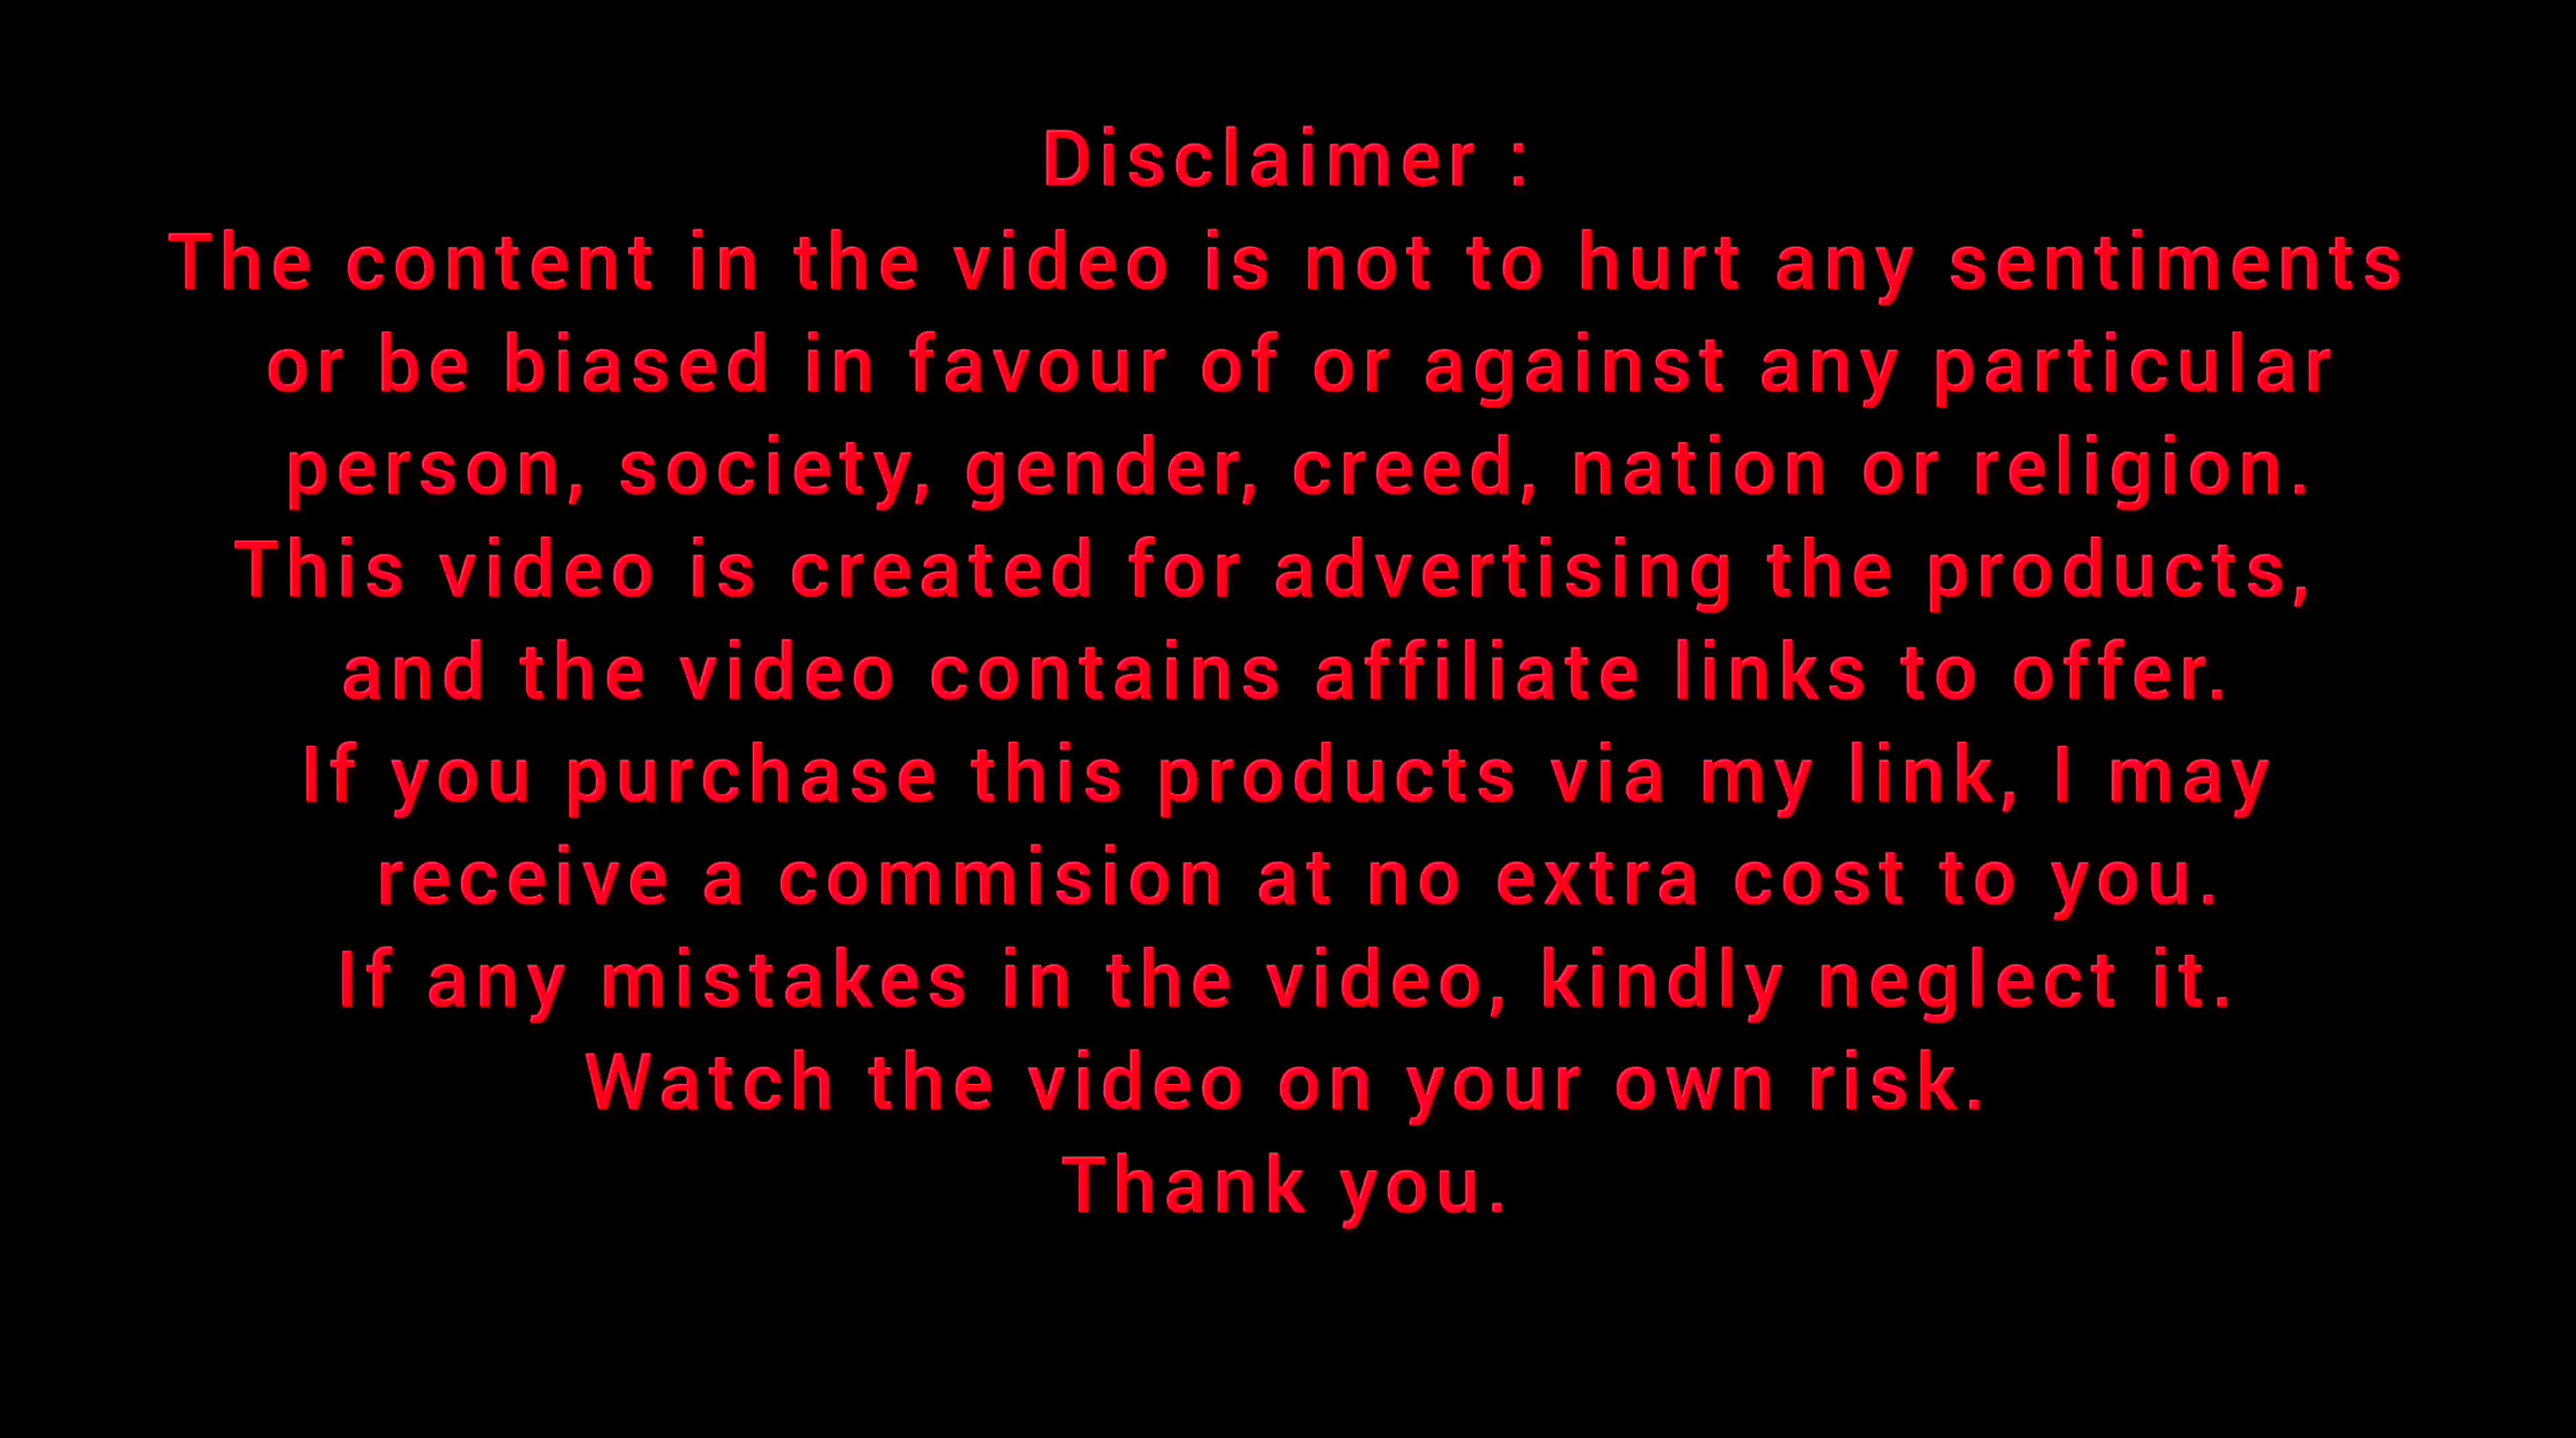 Disclaimer :
The content in the video is not to hurt any sentiments
or be biased in favour of or against any particular
person, society, gender, creed, nation or religion.
This video is created for advertising the products,
and the video contains affiliate links to offer.
If you purchase this products via my link, I may
receive a commision at no extra cost to you.
If any mistakes in the video, kindly neglect it.
Watch the video on your own risk.
Thank you.